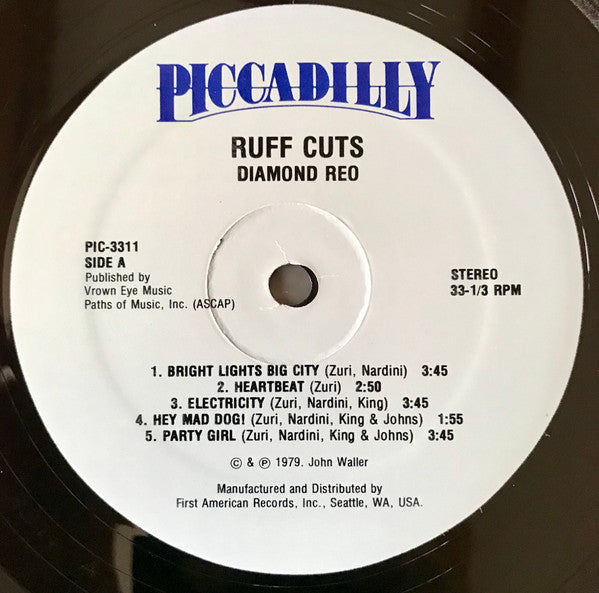 PICCADILLY
RUFF CUTS
DIAMOND REO
PIC-3311
SIDE A
Published by
Vrown Eye Music
Paths of Music, Inc. (ASCAP)
STEREO
33-1/3 RPM
1. BRIGHT LIGHTS BIG CITY (Zuri, Nardini) 3:45
2. HEARTBEAT (Zuri) 2:50
3. ELECTRICITY (Zuri, Nardini, King) 3:45
4. HEY MAD DOG! (Zuri, Nardini, King & Johns) 1:55
5. PARTY GIRL (Zuri, Nardini, King & Johns) 3:45
© & ℗ 1979. John Waller
Manufactured and Distributed by
First American Records, Inc., Seattle, WA, USA.